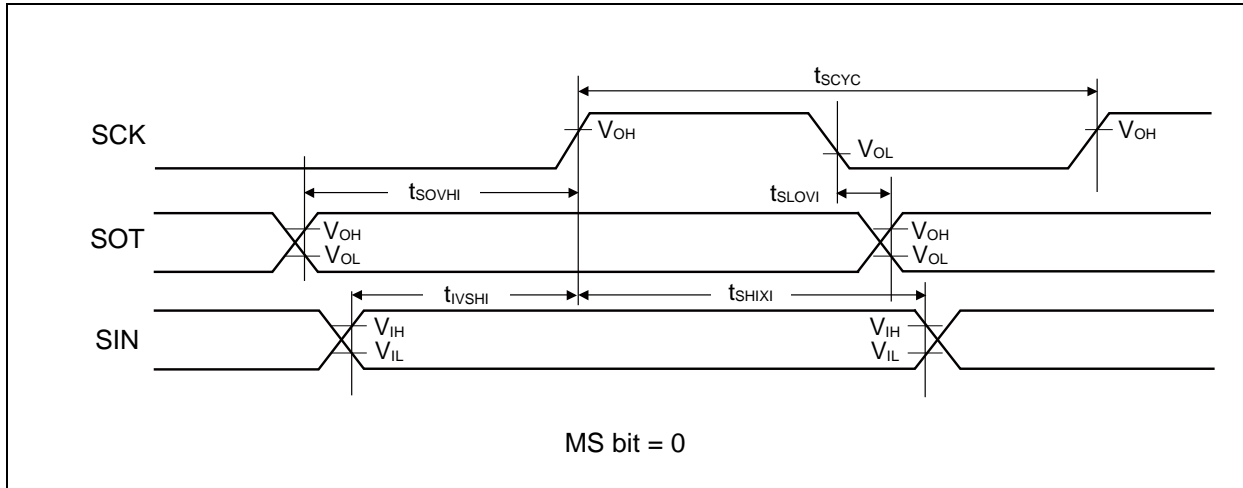 tSCYC
SCK
VOH
VOL
VOH
tSOVHI
tSLOVI
SOT
VOH
VOL
VOH
VOL
tIVSHI
tSHIXI
SIN
VIH
VIL
VIH
VIL
MS bit = 0